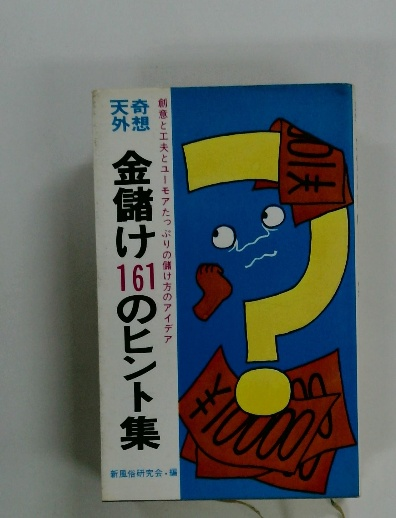 奇想
天外
創意と工夫とユーモアたっぷりの儲け方のアイデア
金儲け161のヒント集
新風俗研究会・編